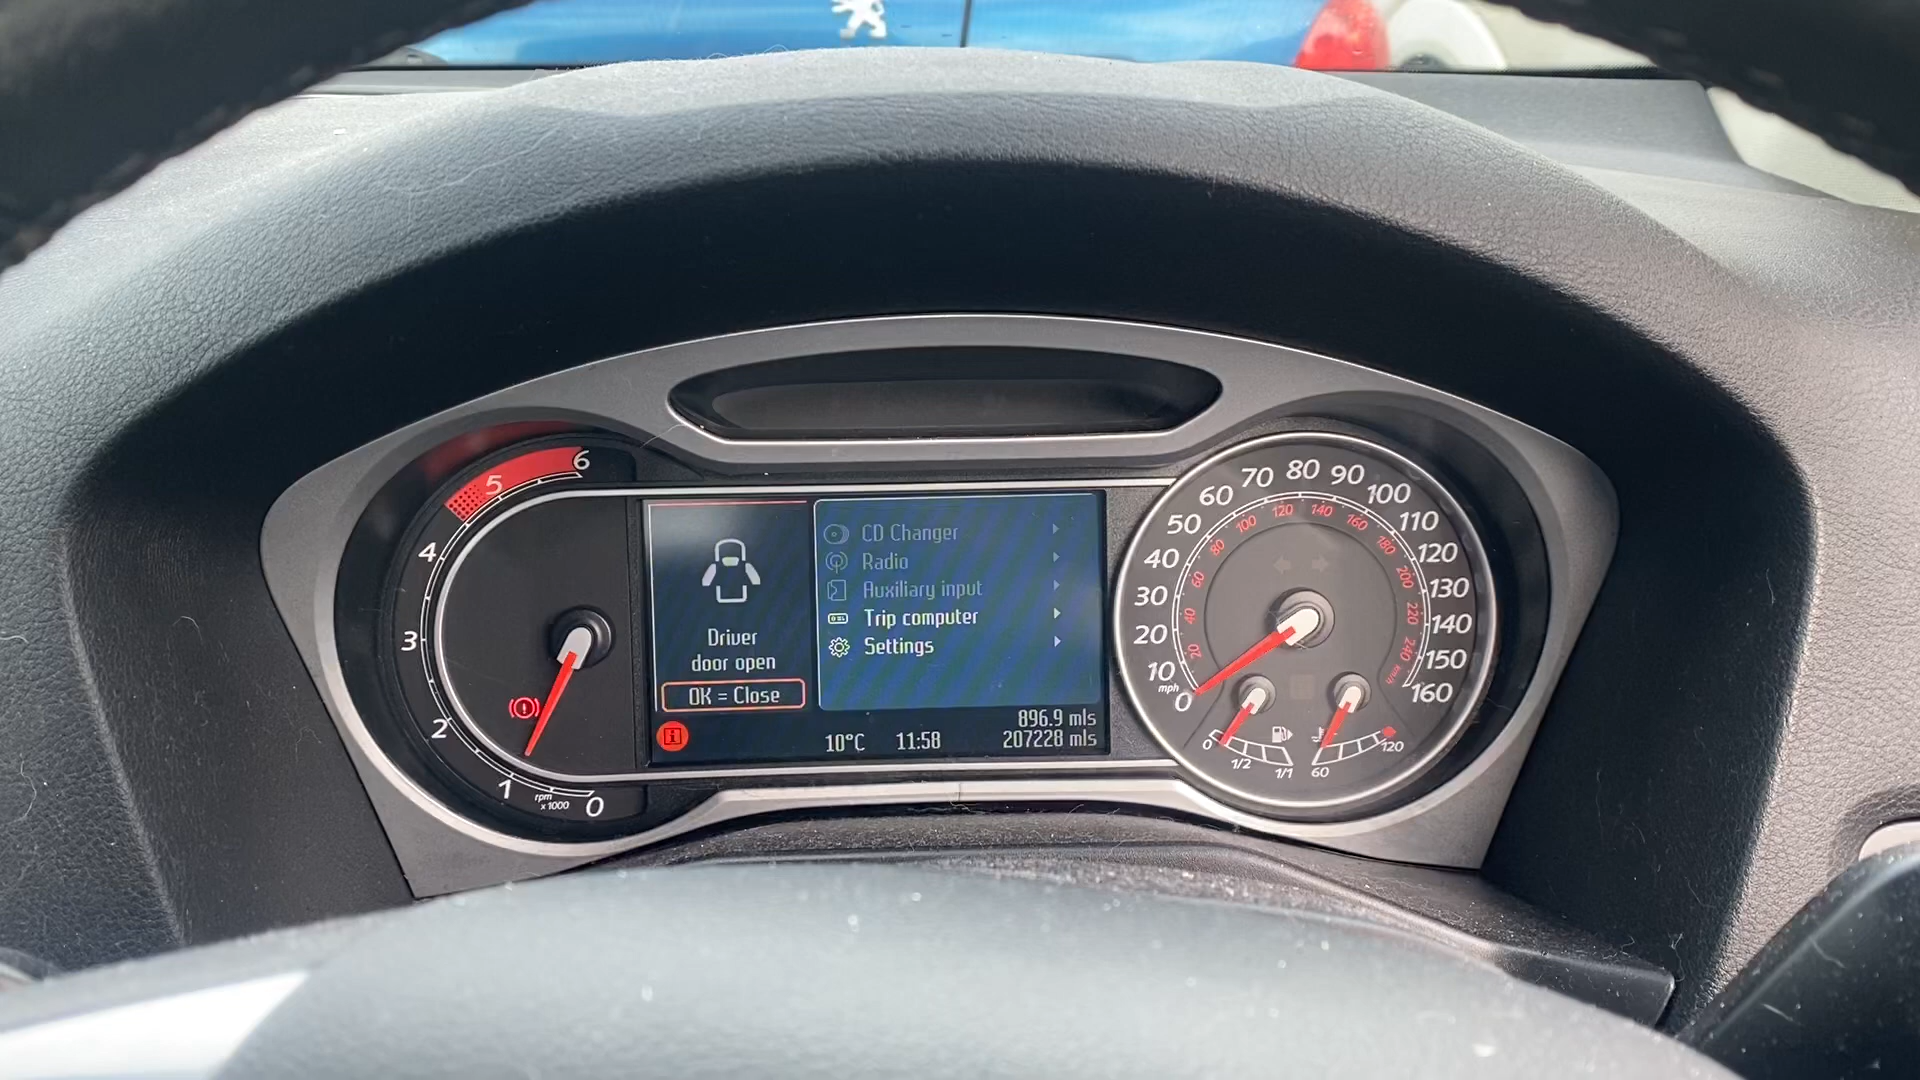 6
5
4
3
2
1
0
rpm
x1000
CD Changer
Radio
Auxiliary input
Trip computer
Settings
Driver
door open
OK = Close
896.9 mls
10°C 11:58 207228 mls
0
10
20
30
40
50
60
70
80
90
100
110
120
130
140
150
160
mph
20
40
60
80
100
120
140
160
180
200
220
240
km/h
0
1/2
1/1
60
120